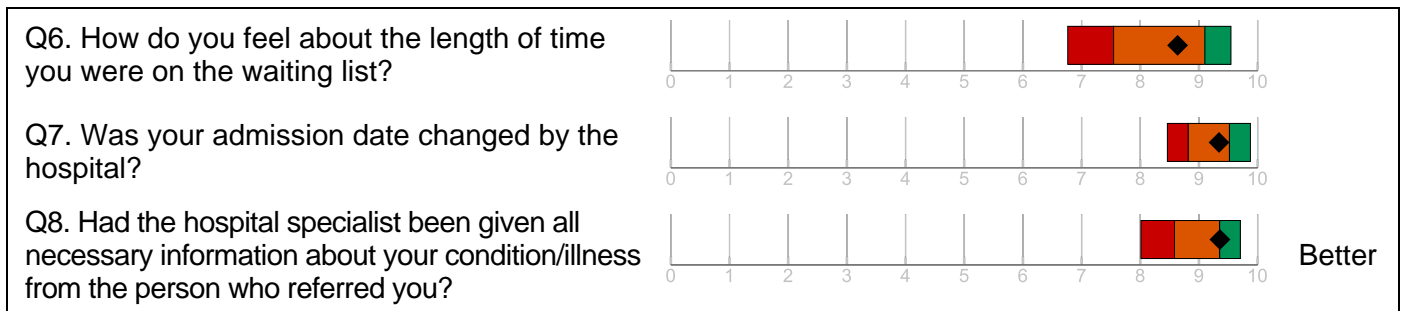 Q6. How do you feel about the length of time
you were on the waiting list?
0 1 2 3 4 5 6 7 8 9 10
Q7. Was your admission date changed by the
hospital?
0 1 2 3 4 5 6 7 8 9 10
Q8. Had the hospital specialist been given all
necessary information about your condition/illness
from the person who referred you?
0 1 2 3 4 5 6 7 8 9 10
Better